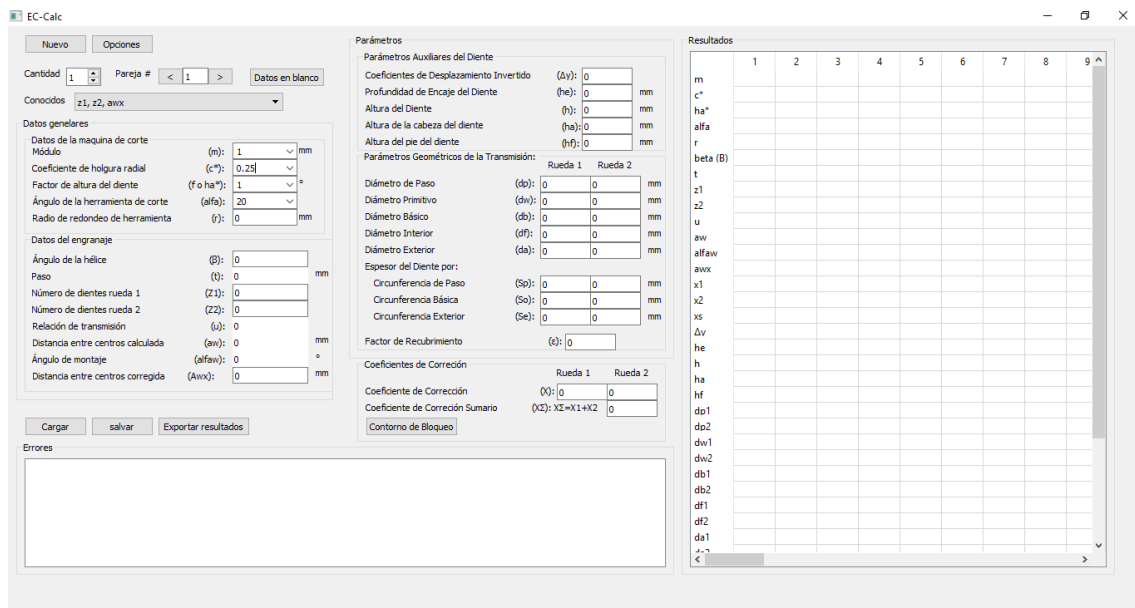 EC-Calc
Nuevo Opciones
Cantidad 1 Pareja # < 1 > Datos en blanco
Conocidos z1, z2, awx
Datos genelares
Datos de la maquina de corte
Módulo (m): 1 mm
Coeficiente de holgura radial (c*): 0.25
Factor de altura del diente (f o ha*): 1 °
Ángulo de la herramienta de corte (alfa): 20
Radio de redondeo de herramienta (r): 0 mm
Datos del engranaje
Ángulo de la hélice (β): 0
Paso (t): 0 mm
Número de dientes rueda 1 (Z1): 0
Número de dientes rueda 2 (Z2): 0
Relación de transmisión (u): 0
Distancia entre centros calculada (aw): 0 mm
Ángulo de montaje (alfaw): 0 °
Distancia entre centros corregida (Awx): 0 mm
Cargar salvar Exportar resultados
Parámetros
Parámetros Auxiliares del Diente
Coeficientes de Desplazamiento Invertido (Δy): 0
Profundidad de Encaje del Diente (he): 0 mm
Altura del Diente (h): 0 mm
Altura de la cabeza del diente (ha): 0 mm
Altura del pie del diente (hf): 0 mm
Parámetros Geométricos de la Transmisión:
Rueda 1 Rueda 2
Diámetro de Paso (dp): 0 0 mm
Diámetro Primitivo (dw): 0 0 mm
Diámetro Básico (db): 0 0 mm
Diámetro Interior (df): 0 0 mm
Diámetro Exterior (da): 0 0 mm
Espesor del Diente por:
Circunferencia de Paso (Sp): 0 0 mm
Circunferencia Básica (So): 0 0 mm
Circunferencia Exterior (Se): 0 0 mm
Factor de Recubrimiento (ε): 0
Coeficientes de Correción
Rueda 1 Rueda 2
Coeficiente de Corrección (X): 0 0
Coeficiente de Correción Sumario (XΣ): XΣ=X1+X2 0
Contorno de Bloqueo
Errores
Resultados
1 2 3 4 5 6 7 8 9
m
c*
ha*
alfa
r
beta (B)
t
z1
z2
u
aw
alfaw
awx
x1
x2
xs
Δy
he
h
ha
hf
dp1
dp2
dw1
dw2
db1
db2
df1
df2
da1
da2